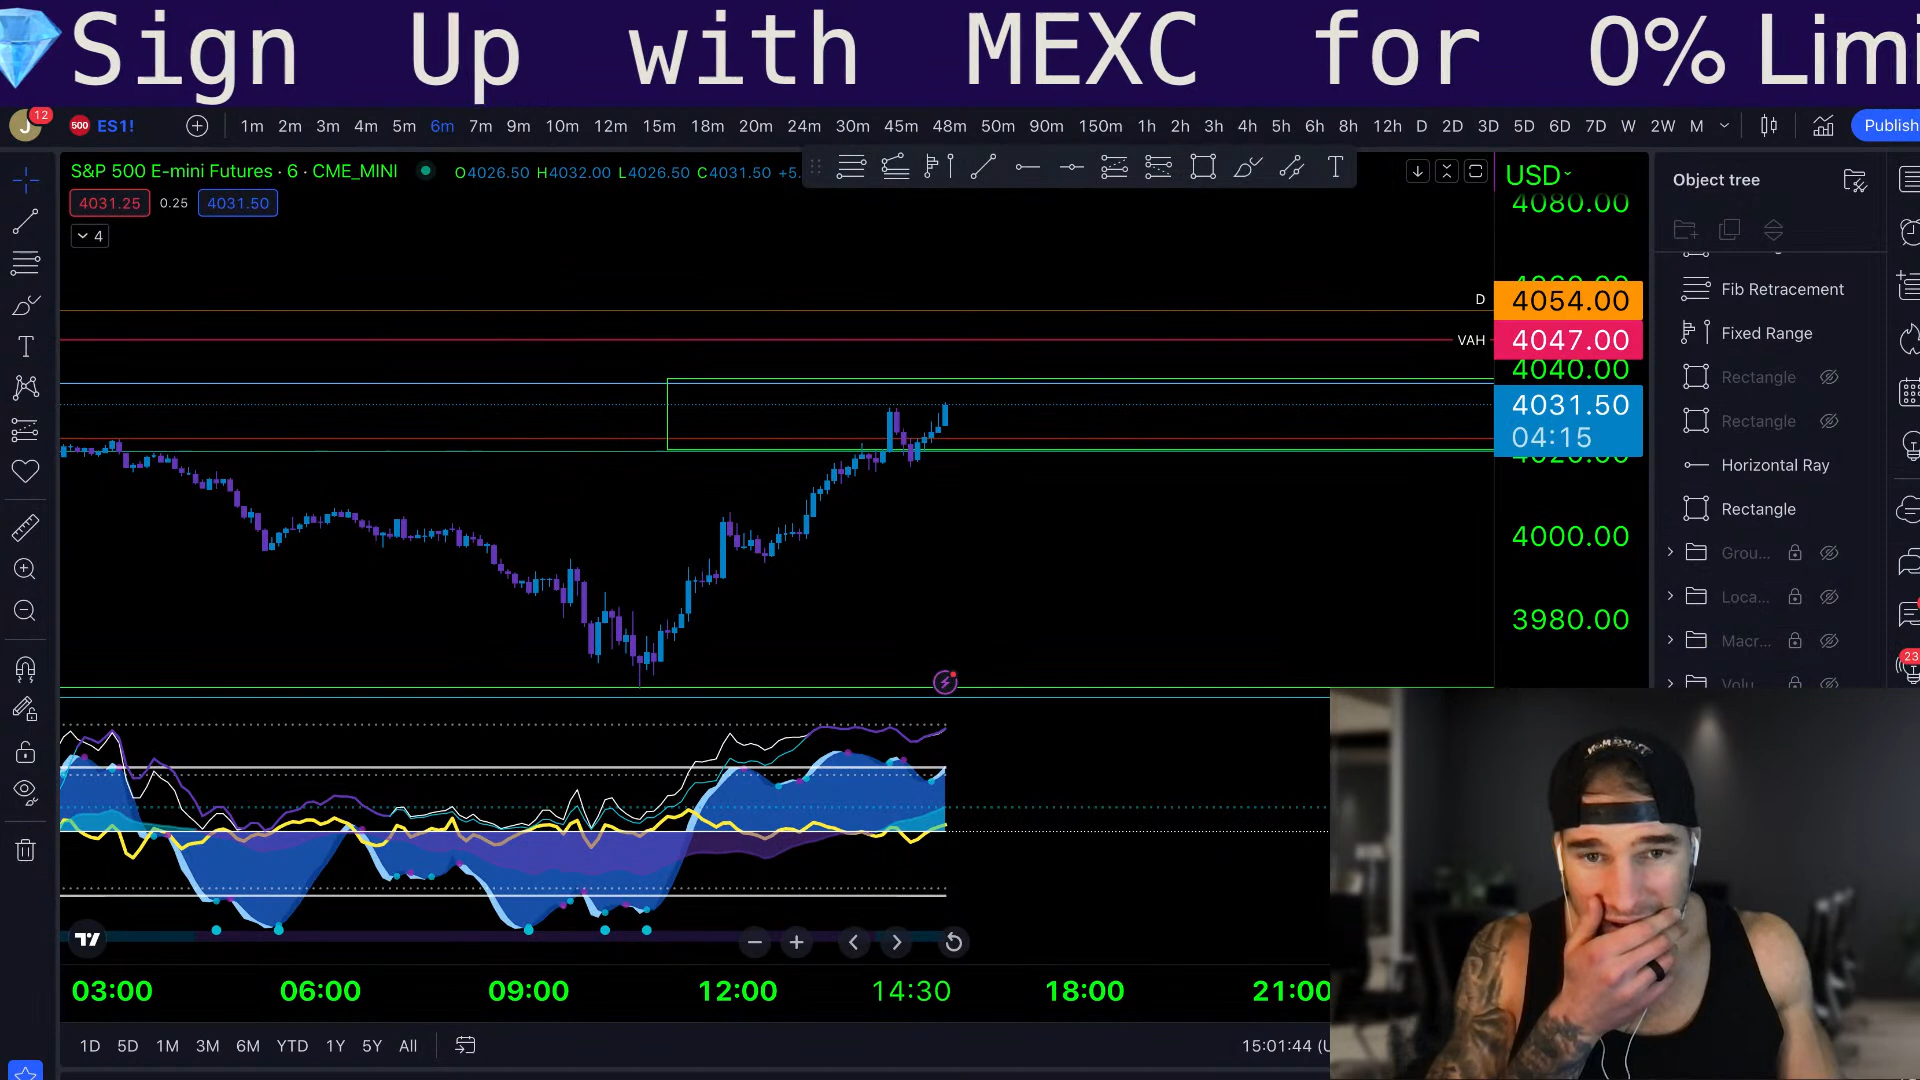 Sign Up with MEXC for 0% Limi
J 12 500 ES1! 1m 2m 3m 4m 5m 6m 7m 9m 10m 12m 15m 18m 20m 24m 30m 45m 48m 50m 90m 150m 1h 2h 3h 4h 5h 6h 8h 12h D 2D 3D 5D 6D 7D W 2W M Publish
S&P 500 E-mini Futures · 6 · CME_MINI O4026.50 H4032.00 L4026.50 C4031.50 +5. USD Object tree
4031.25 0.25 4031.50
4080.00
4
Fib Retracement
D 4054.00
Fixed Range
VAH 4047.00
4040.00
Rectangle
4031.50
Rectangle
04:15
Horizontal Ray
Rectangle
4000.00
Grou...
Loca...
3980.00
Macr...
23
03:00 06:00 09:00 12:00 14:30 18:00 21:00
1D 5D 1M 3M 6M YTD 1Y 5Y All 15:01:44 (U